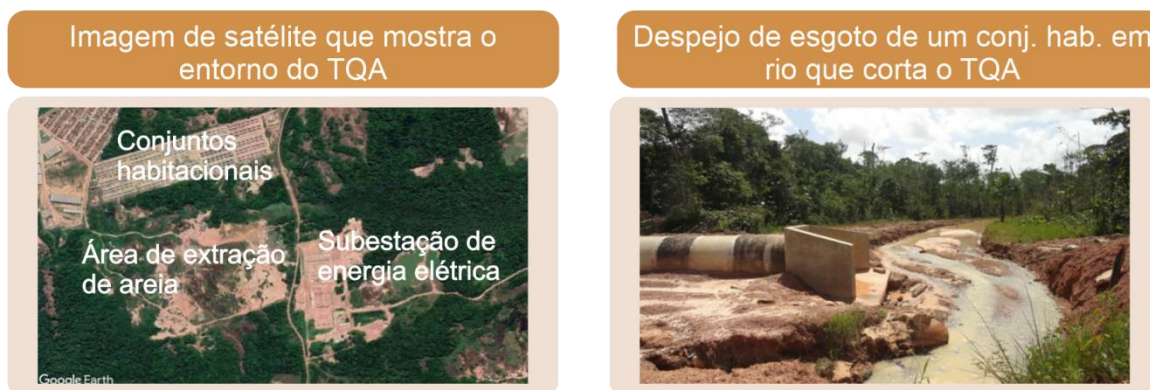 Imagem de satélite que mostra o
entorno do TQA
Despejo de esgoto de um conj. hab. em
rio que corta o TQA
Conjuntos
habitacionais
Área de extração
de areia
Subestação de
energia elétrica
Google Earth